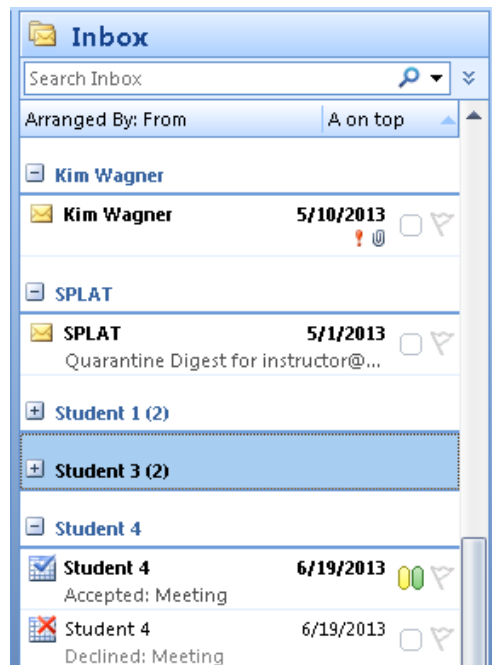 Inbox
Search Inbox
Arranged By: From A on top
Kim Wagner
Kim Wagner 5/10/2013
SPLAT
SPLAT 5/1/2013
Quarantine Digest for instructor@...
Student 1 (2)
Student 3 (2)
Student 4
Student 4 6/19/2013
Accepted: Meeting
Student 4 6/19/2013
Declined: Meeting